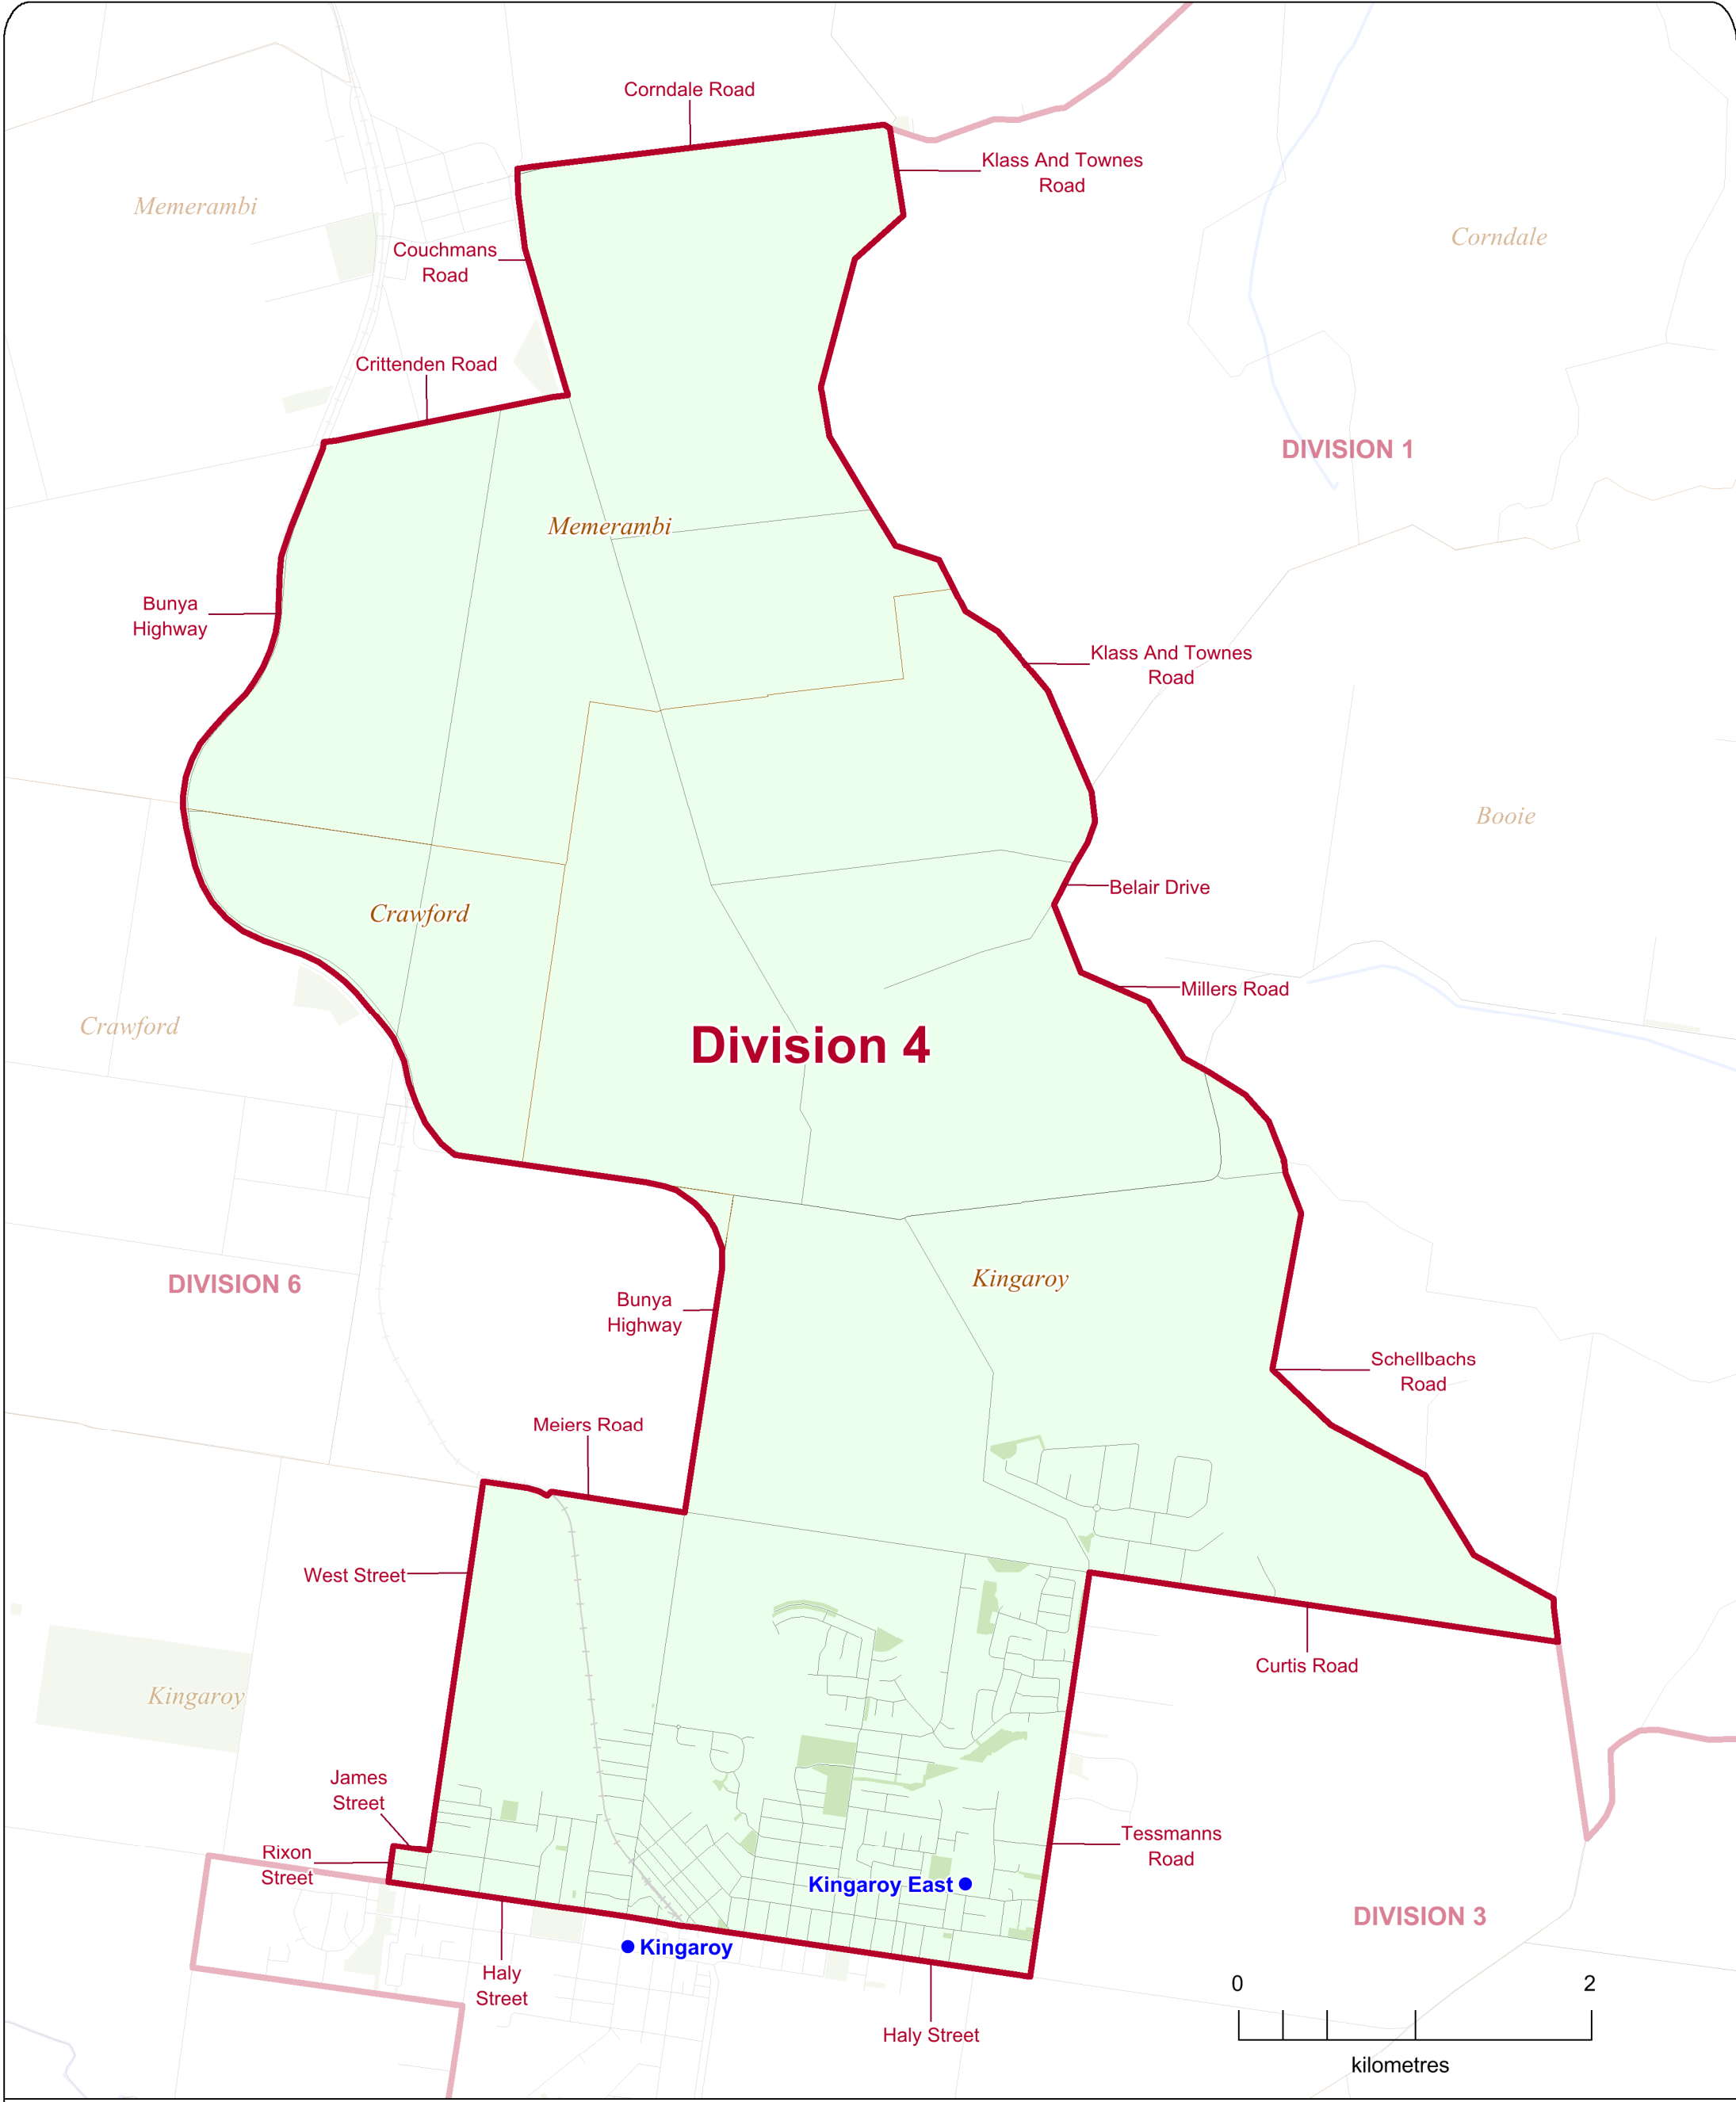 Corndale Road
Klass And Townes
Road
Memerambi
Corndale
Couchmans
Road
Crittenden Road
DIVISION 1
Memerambi
Bunya
Highway
Klass And Townes
Road
Booie
Belair Drive
Crawford
Millers Road
Crawford
Division 4
DIVISION 6
Kingaroy
Bunya
Highway
Schellbachs
Road
Meiers Road
West Street
Curtis Road
Kingaroy
James
Street
Rixon
Street
Tessmanns
Road
Kingaroy East
DIVISION 3
Kingaroy
Haly
Street
Haly Street
0 2
kilometres